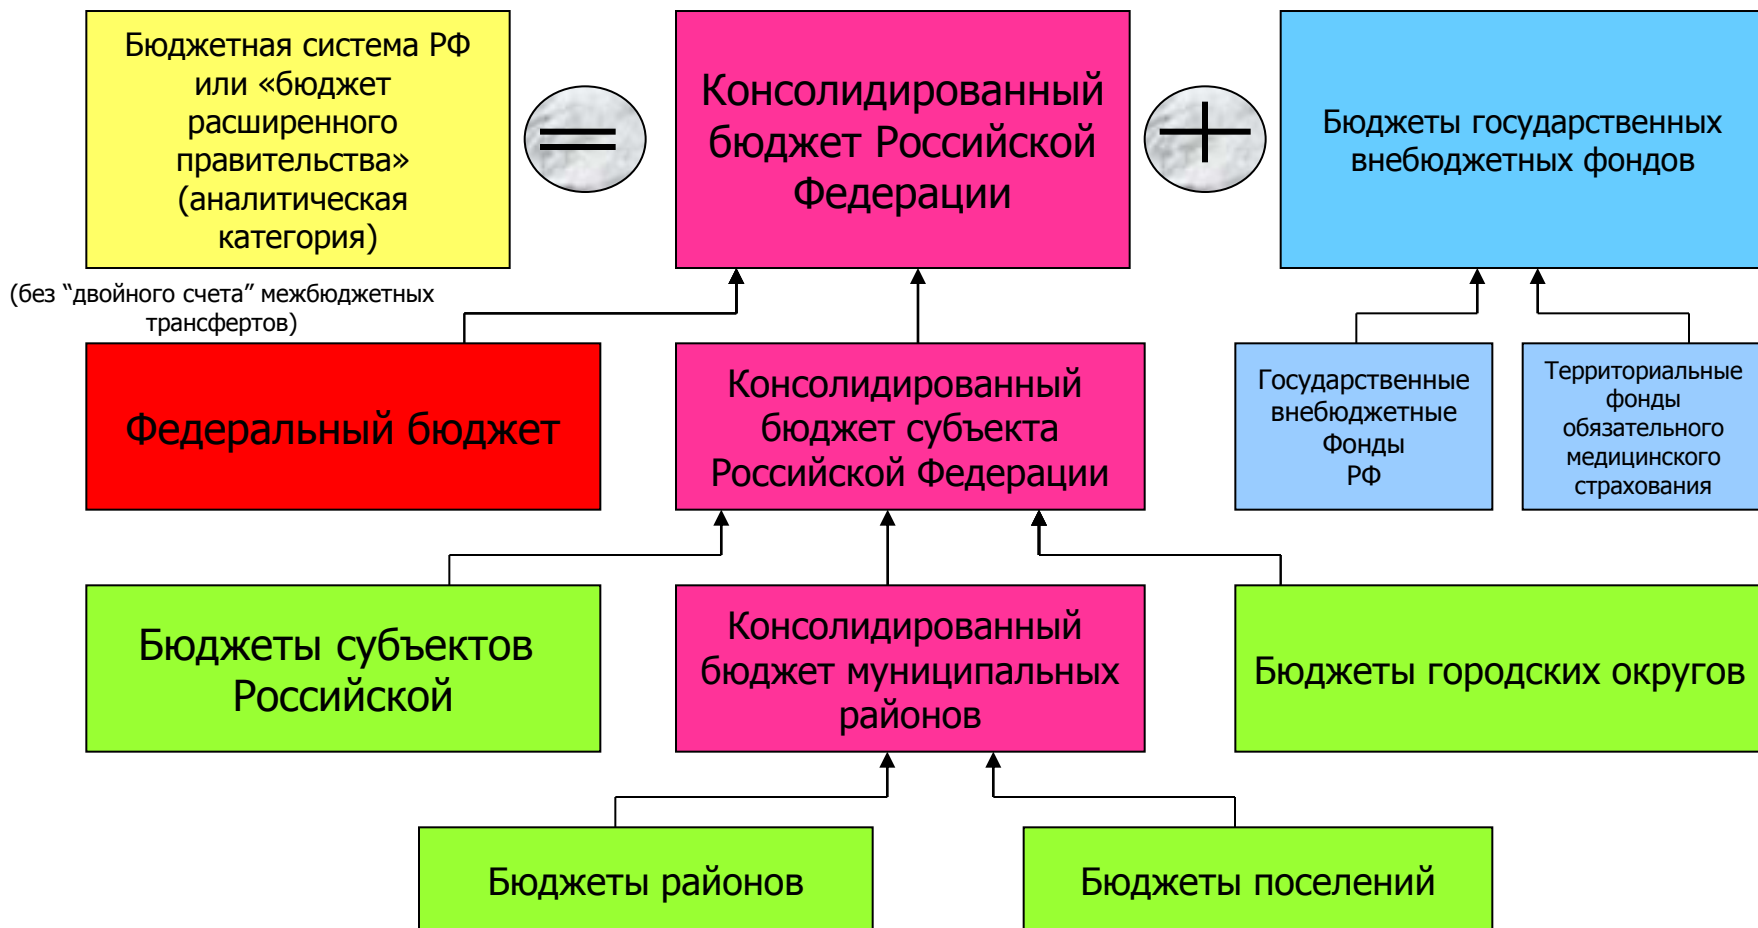 Бюджетная система РФ
или «бюджет
расширенного
правительства»
(аналитическая
категория)
=
Консолидированный
бюджет Российской
Федерации
+
Бюджеты государственных
внебюджетных фондов
(без “двойного счета” межбюджетных
трансфертов)
Федеральный бюджет
Консолидированный
бюджет субъекта
Российской Федерации
Государственные
внебюджетные
Фонды
РФ
Территориальные
фонды
обязательного
медицинского
страхования
Бюджеты субъектов
Российской
Консолидированный
бюджет муниципальных
районов
Бюджеты городских округов
Бюджеты районов
Бюджеты поселений